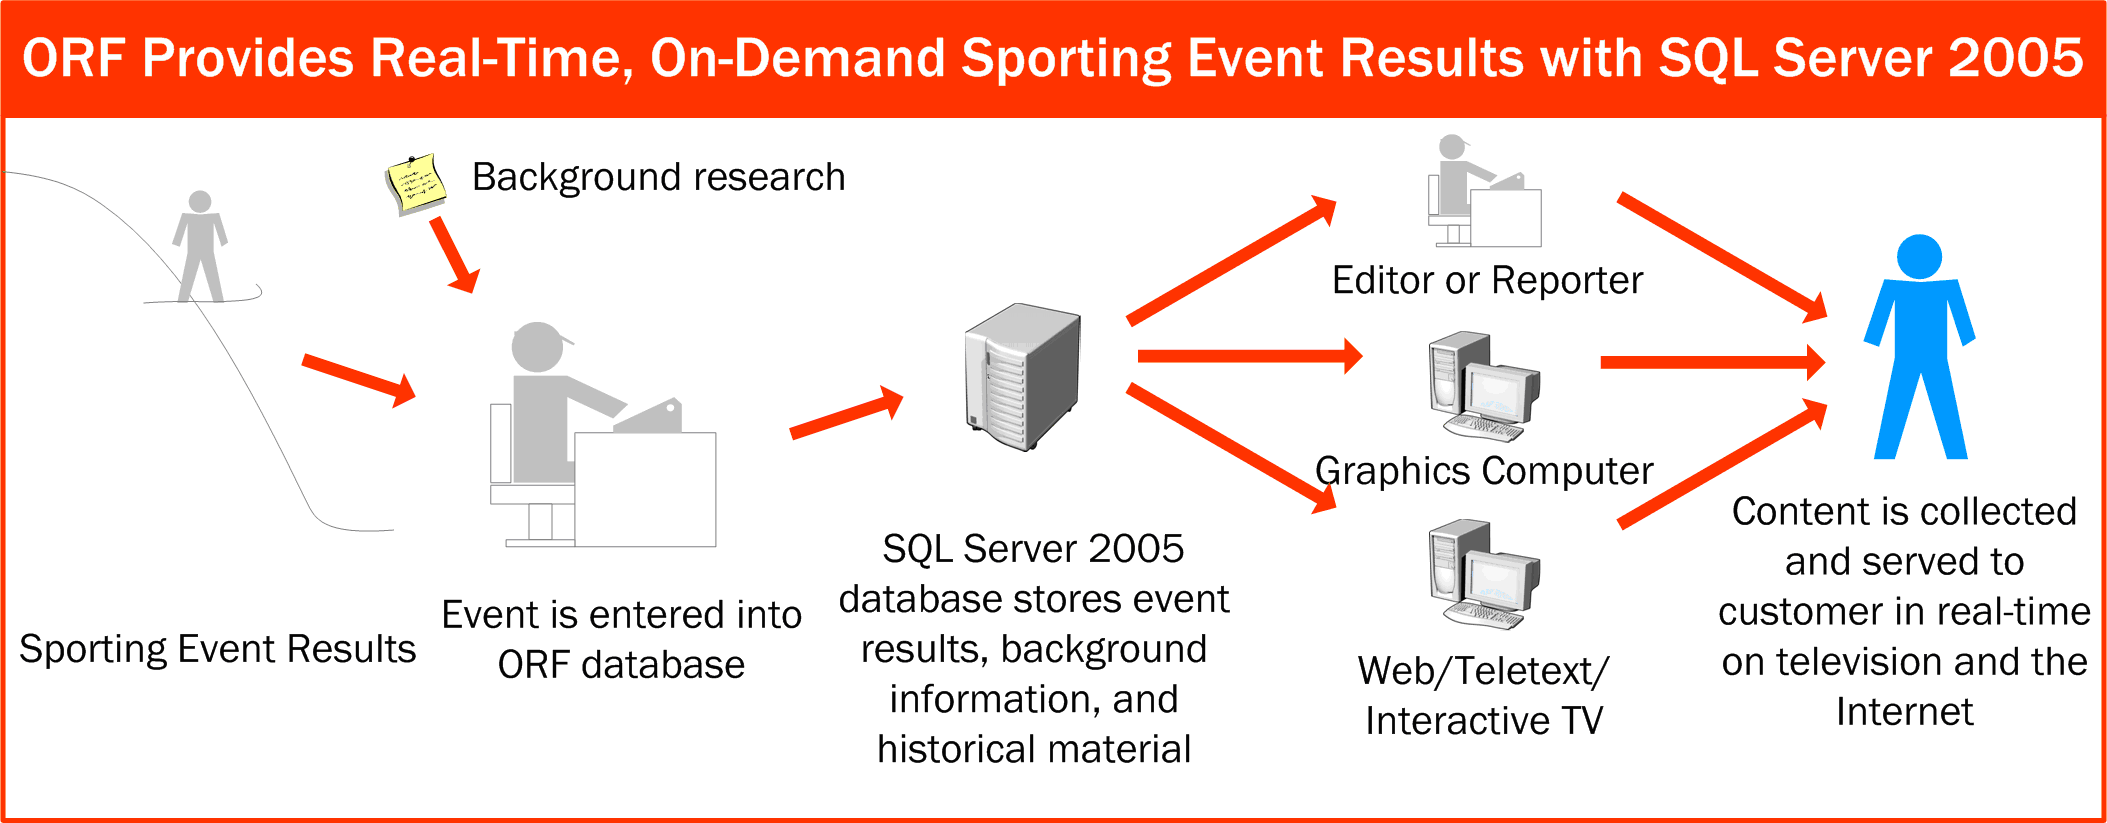 ORF Provides Real-Time, On-Demand Sporting Event Results with SQL Server 2005
Background research
Sporting Event Results
Event is entered into
ORF database
SQL Server 2005
database stores event
results, background
information, and
historical material
Editor or Reporter
Graphics Computer
Web/Teletext/
Interactive TV
Content is collected
and served to
customer in real-time
on television and the
Internet